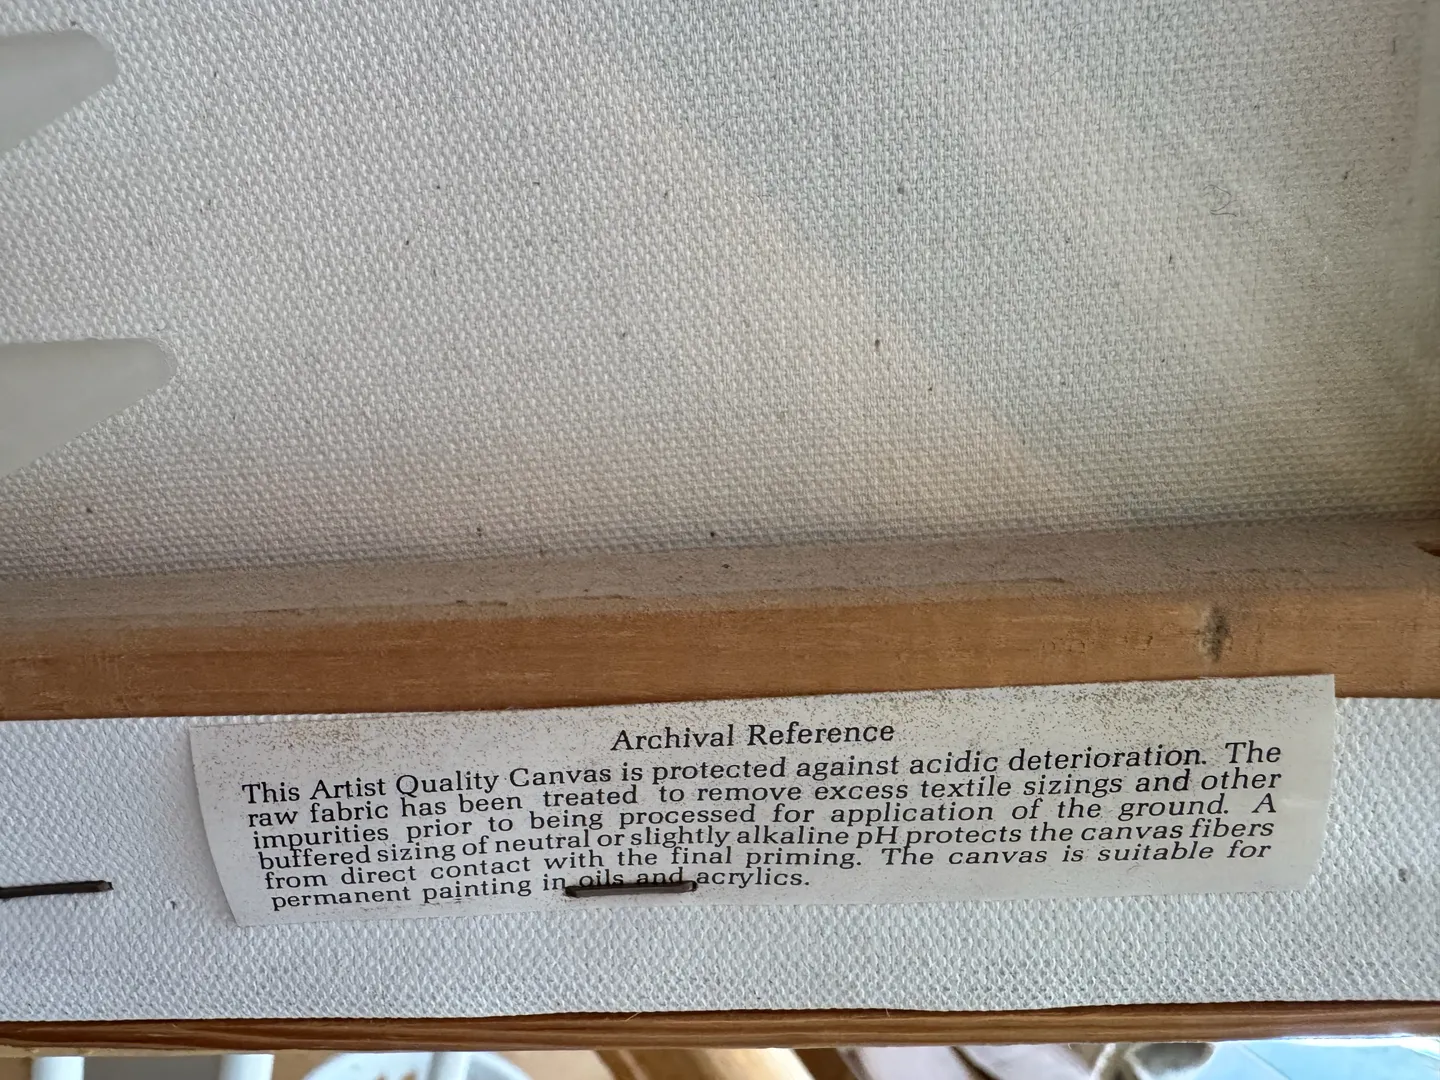 Archival Reference
This Artist Quality Canvas is protected against acidic deterioration. The
raw fabric has been treated to remove excess textile sizings and other
impurities prior to being processed for application of the ground. A
buffered sizing of neutral or slightly alkaline pH protects the canvas fibers
from direct contact with the final priming. The canvas is suitable for
permanent painting in oils and acrylics.